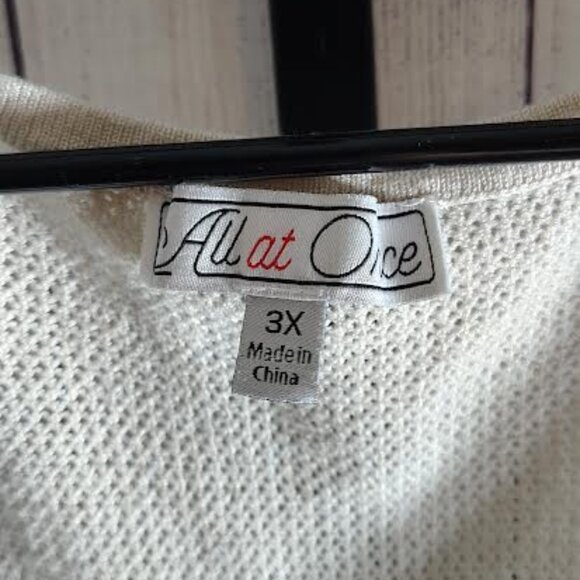 All at Once
3X
Made in
China